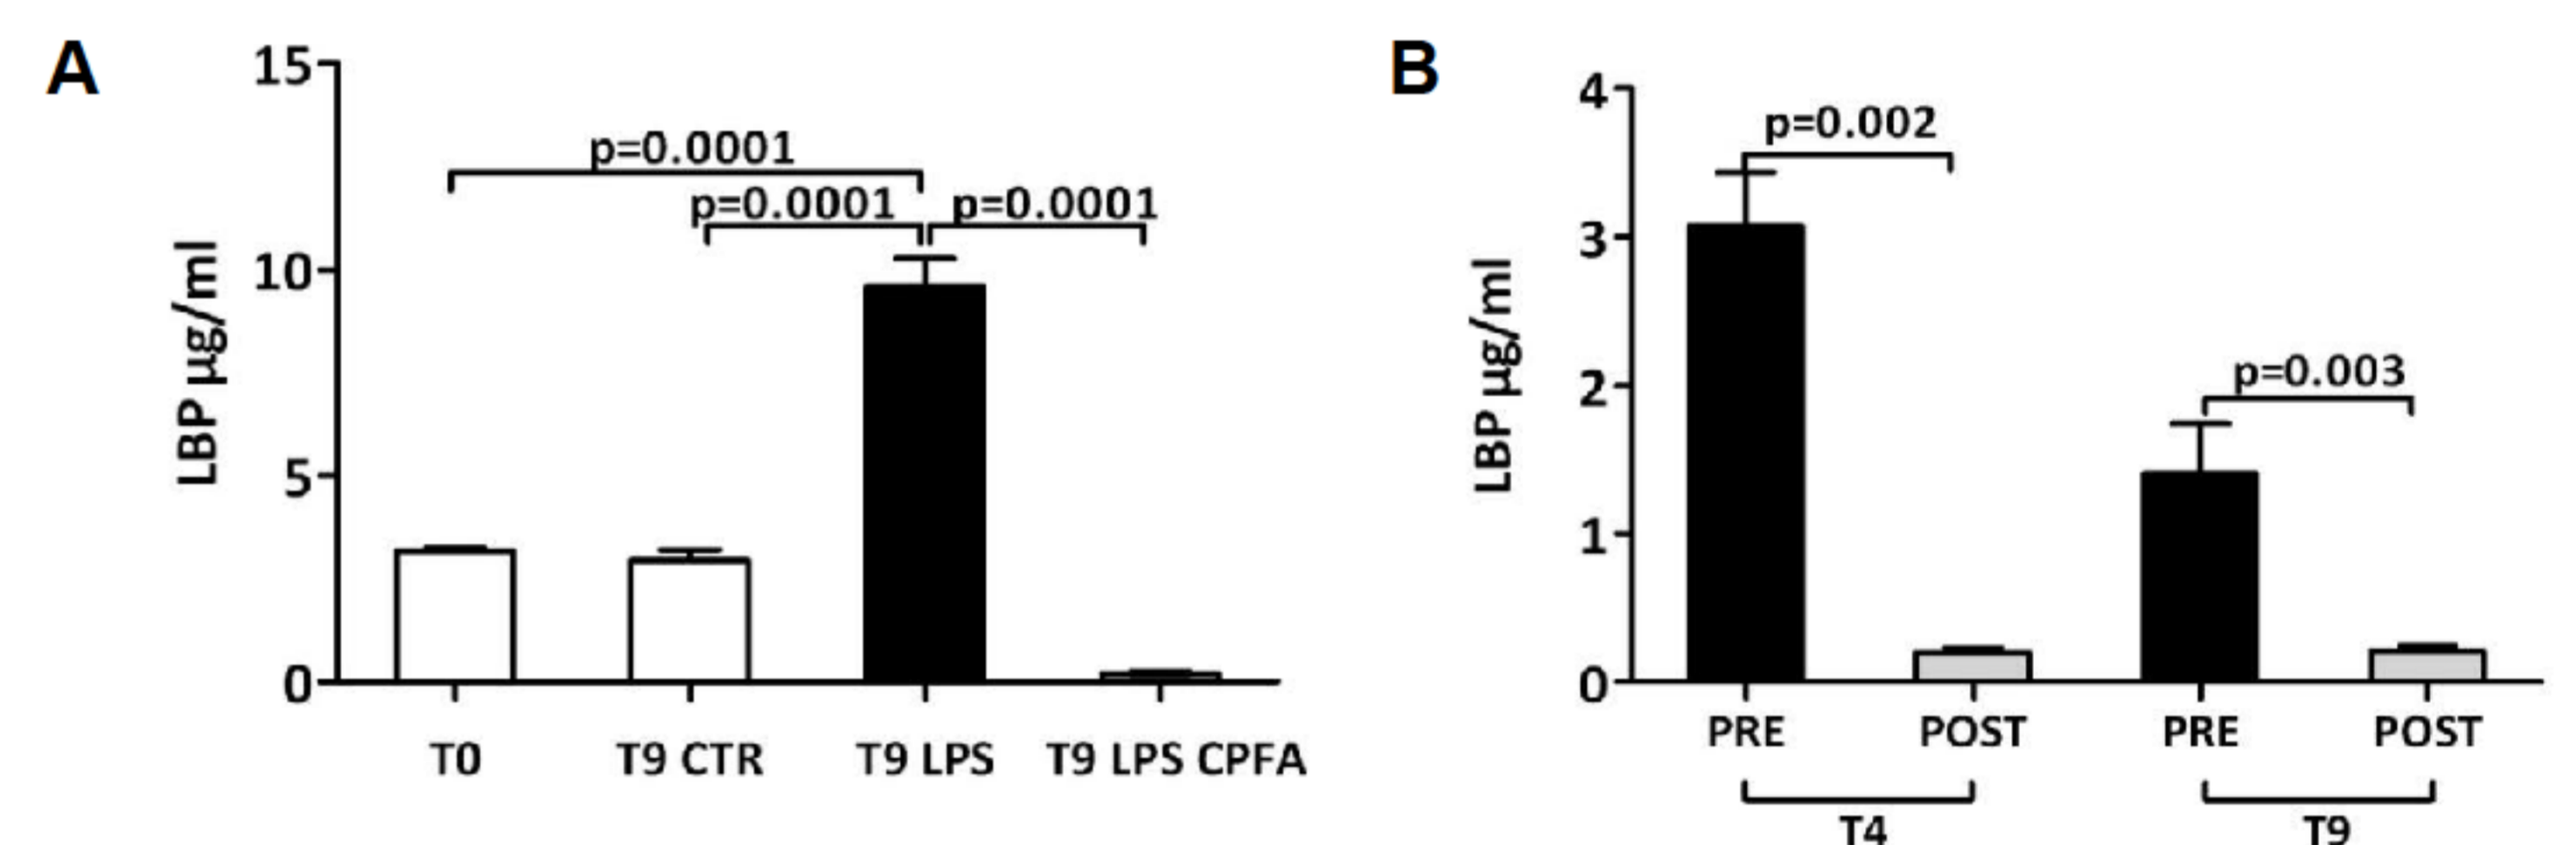 A
15
10
5
0
LBP µg/ml
p=0.0001
p=0.0001 p=0.0001
T0 T9 CTR T9 LPS T9 LPS CPFA
B
4
3
2
1
0
LBP µg/ml
p=0.002
p=0.003
PRE POST PRE POST
T4 T9